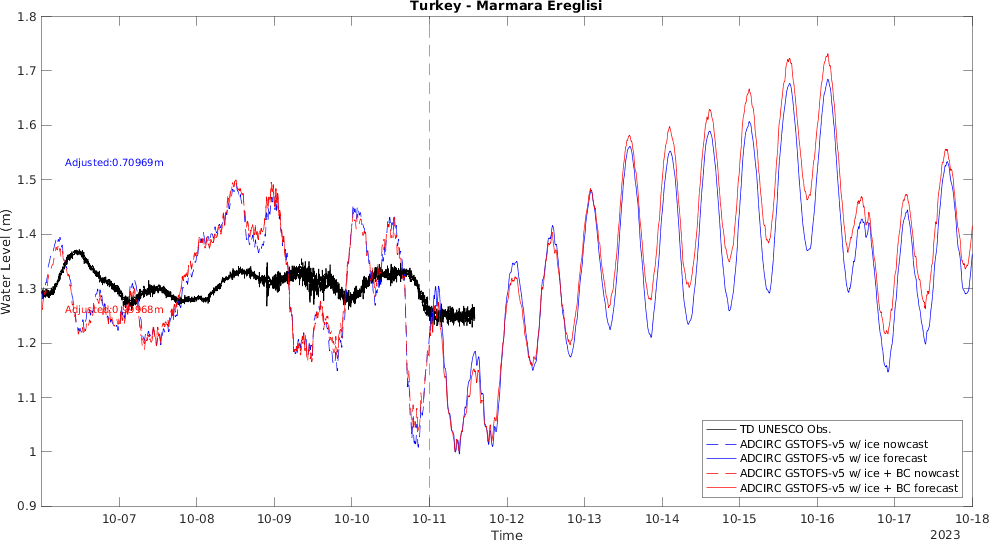 Turkey - Marmara Ereglisi
1.8
1.7
1.6
1.5
1.4
1.3
1.2
1.1
1
0.9
Water Level (m)
Adjusted:0.70969m
TD UNESCO Obs.
ADCIRC GSTOFS-v5 w/ ice nowcast
ADCIRC GSTOFS-v5 w/ ice forecast
ADCIRC GSTOFS-v5 w/ ice + BC nowcast
ADCIRC GSTOFS-v5 w/ ice + BC forecast
10-07 10-08 10-09 10-10 10-11 10-12 10-13 10-14 10-15 10-16 10-17 10-18
Time
2023